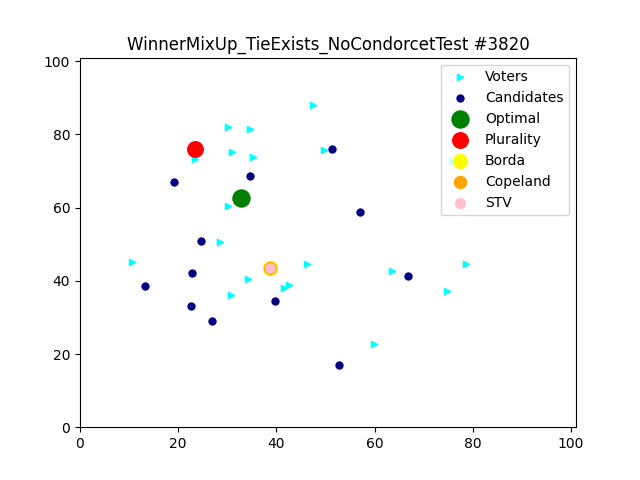 WinnerMixUp_TieExists_NoCondorcetTest #3820
100
80
60
40
20
0
0
20
40
60
80
100
Voters
Candidates
Optimal
Plurality
Borda
Copeland
STV